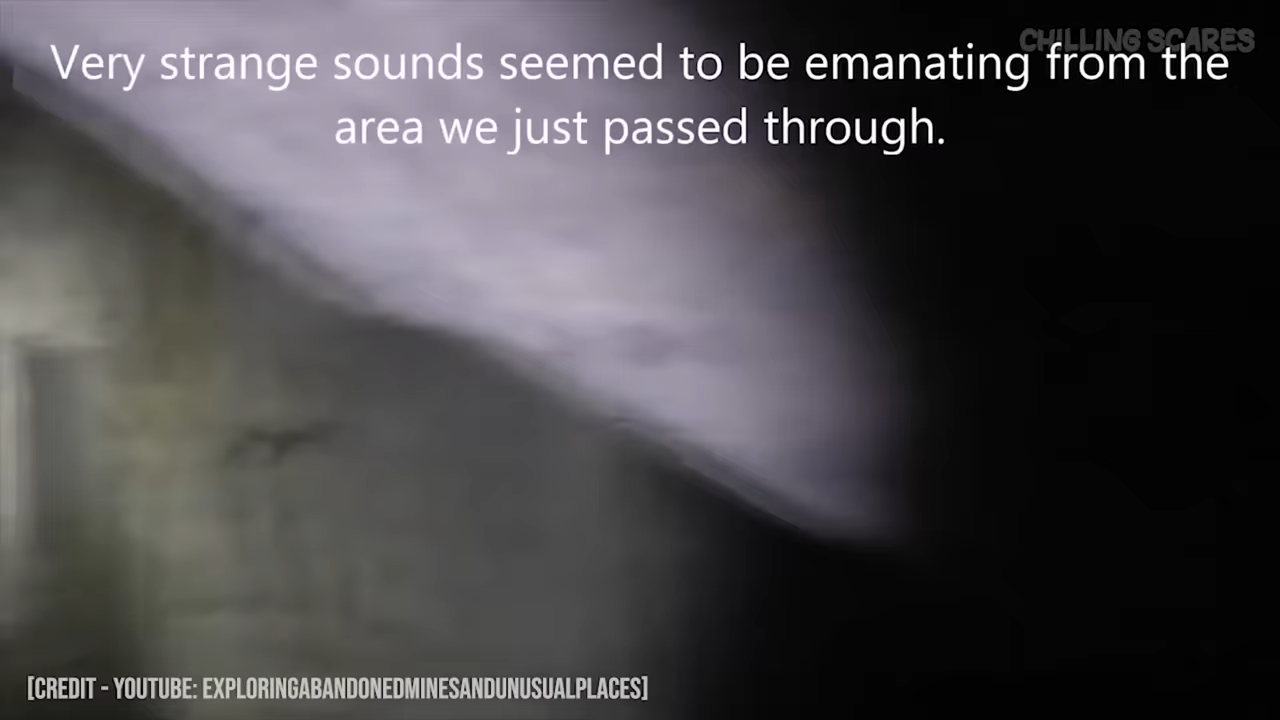 CHILLING SCARES
Very strange sounds seemed to be emanating from the
area we just passed through.
[CREDIT - YOUTUBE: EXPLORINGABANDONEDMINESANDUNUSUALPLACES]